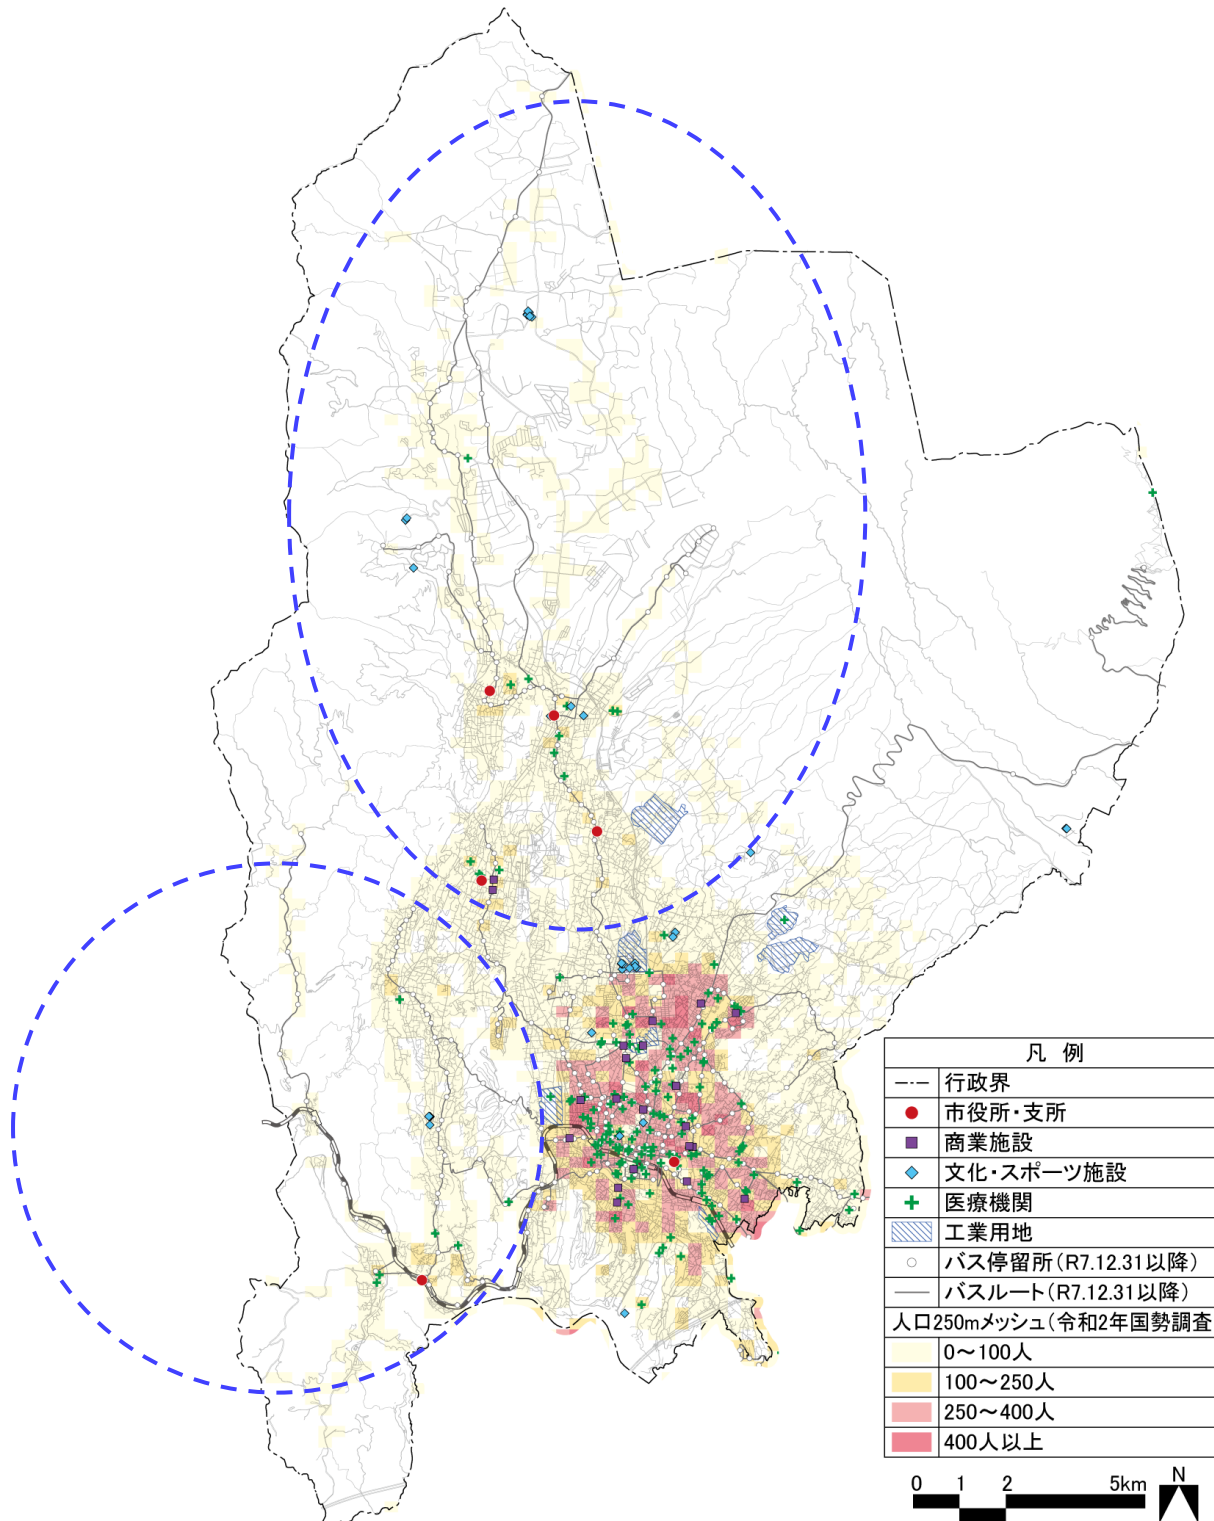 凡 例
行政界
市役所・支所
商業施設
文化・スポーツ施設
医療機関
工業用地
バス停留所(R7.12.31以降)
バスルート(R7.12.31以降)
人口250mメッシュ(令和2年国勢調査
0～100人
100～250人
250～400人
400人以上
0 1 2 5km N